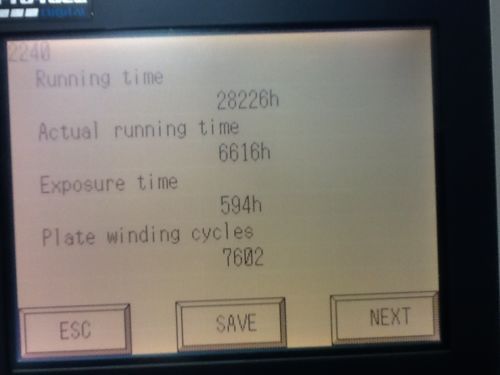 2240
Running time
28226h
Actual running time
6616h
Exposure time
594h
Plate winding cycles
7602
ESC
SAVE
NEXT